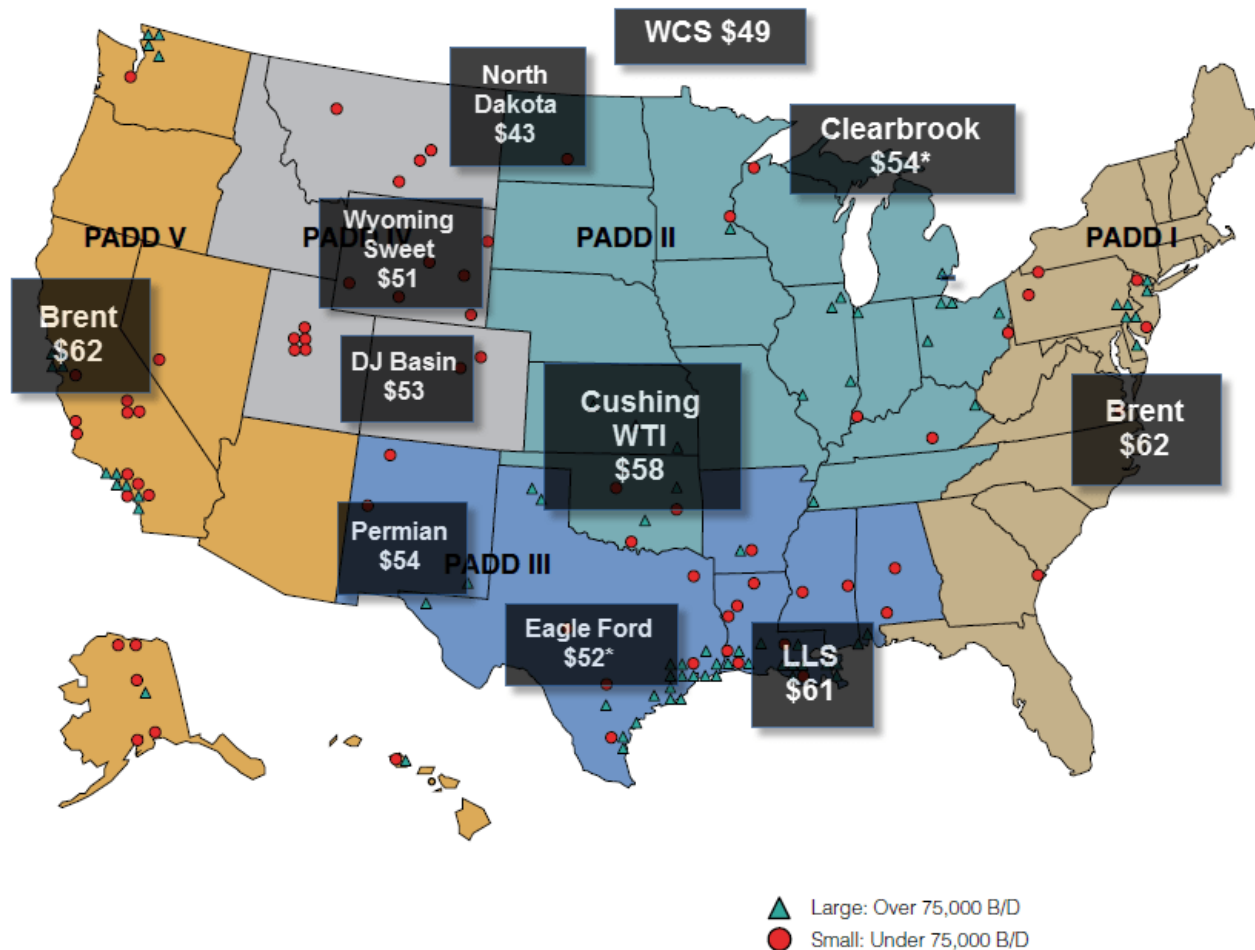 WCS $49
North
Dakota
$43
Clearbrook
$54*
PADD V
PADD IV
Wyoming
Sweet
$51
PADD II
PADD I
Brent
$62
DJ Basin
$53
Cushing
WTI
$58
Brent
$62
Permian
$54
PADD III
Eagle Ford
$52*
LLS
$61
Large: Over 75,000 B/D
Small: Under 75,000 B/D